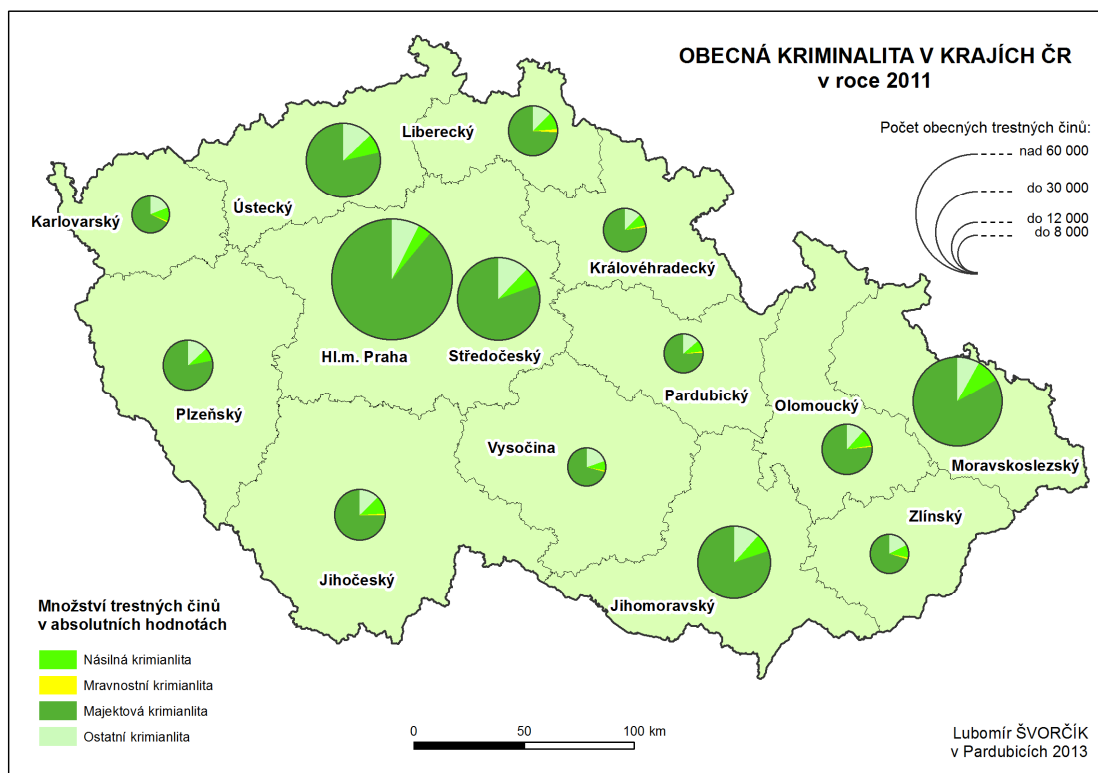 OBECNÁ KRIMINALITA V KRAJÍCH ČR
v roce 2011
Počet obecných trestných činů:
nad 60 000
do 30 000
do 12 000
do 8 000
Liberecký
Ústecký
Karlovarský
Královéhradecký
Hl.m. Praha
Středočeský
Plzeňský
Pardubický
Olomoucký
Vysočina
Moravskoslezský
Zlínský
Jihočeský
Jihomoravský
Množství trestných činů
v absolutních hodnotách
Násilná krimianlita
Mravnostní krimianlita
Majektová krimianlita
Ostatní krimianlita
0 50 100 km
Lubomír ŠVORČÍK
v Pardubicích 2013